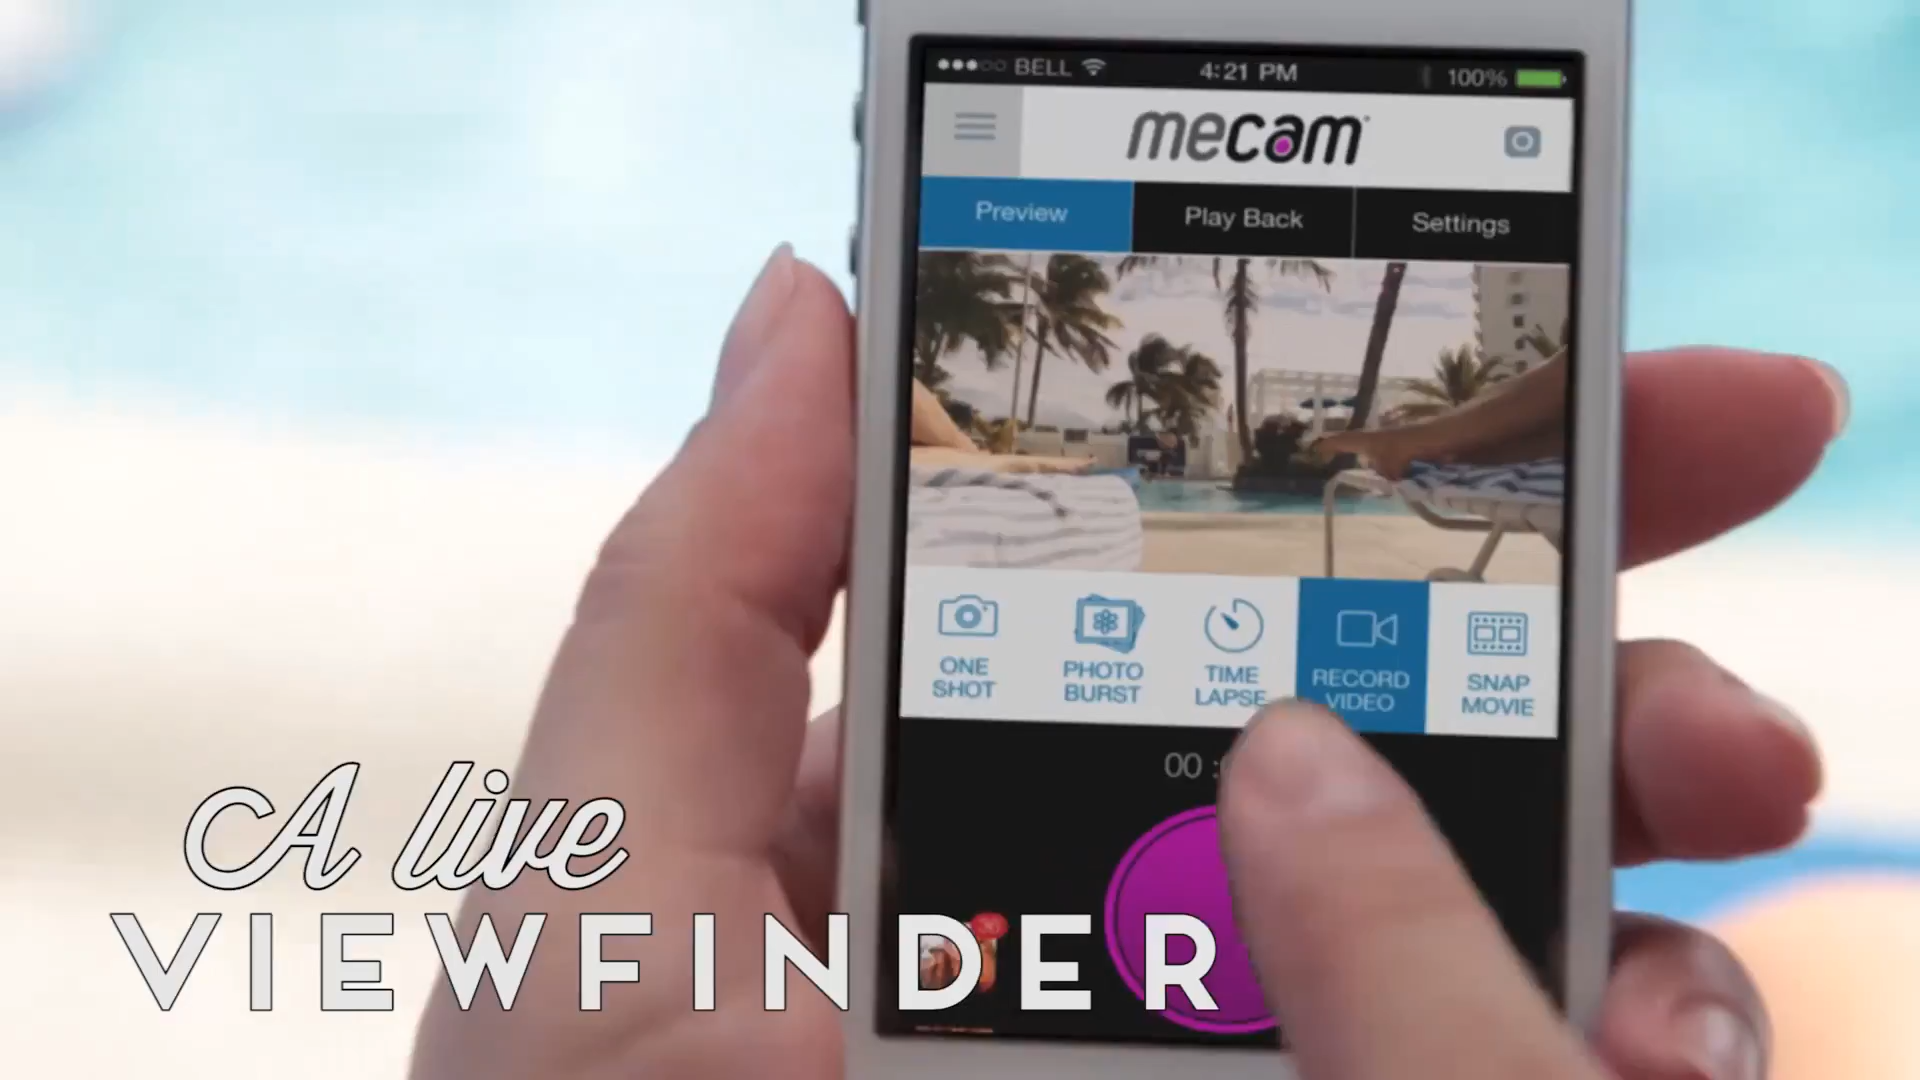 BELL 4:21 PM 100%
mecam
Preview Play Back Settings
ONE SHOT
PHOTO BURST
TIME LAPSE
RECORD VIDEO
SNAP MOVIE
00 :
A live
VIEWFINDER